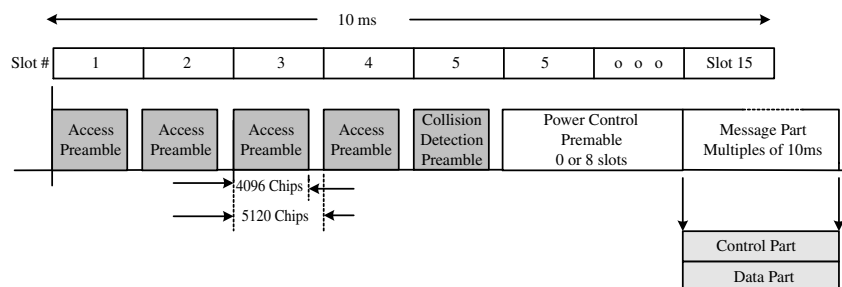 10 ms
Slot # 1 2 3 4 5 5 o o o Slot 15
Access
Preamble
Access
Preamble
Access
Preamble
Access
Preamble
Collision
Detection
Preamble
Power Control
Premable
0 or 8 slots
Message Part
Multiples of 10ms
4096 Chips
5120 Chips
Control Part
Data Part